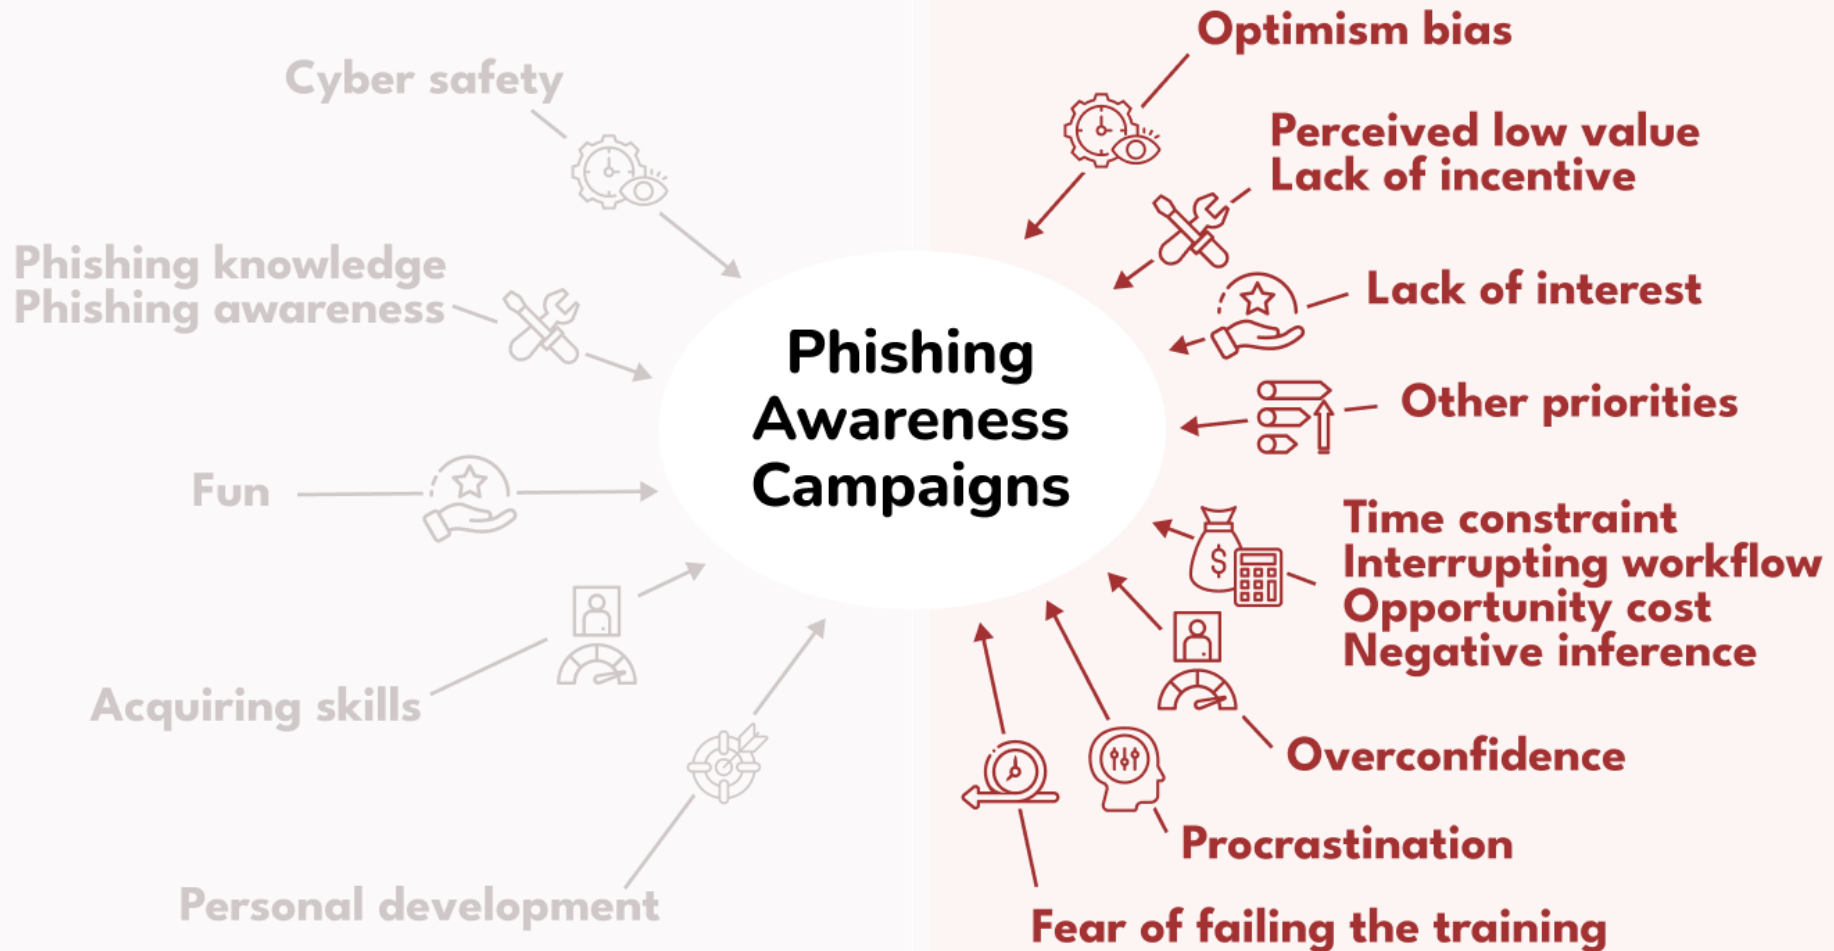 Cyber safety
Phishing knowledge
Phishing awareness
Fun
Acquiring skills
Personal development
Phishing
Awareness
Campaigns
Optimism bias
Perceived low value
Lack of incentive
Lack of interest
Other priorities
$
Time constraint
Interrupting workflow
Opportunity cost
Negative inference
Overconfidence
Procrastination
Fear of failing the training